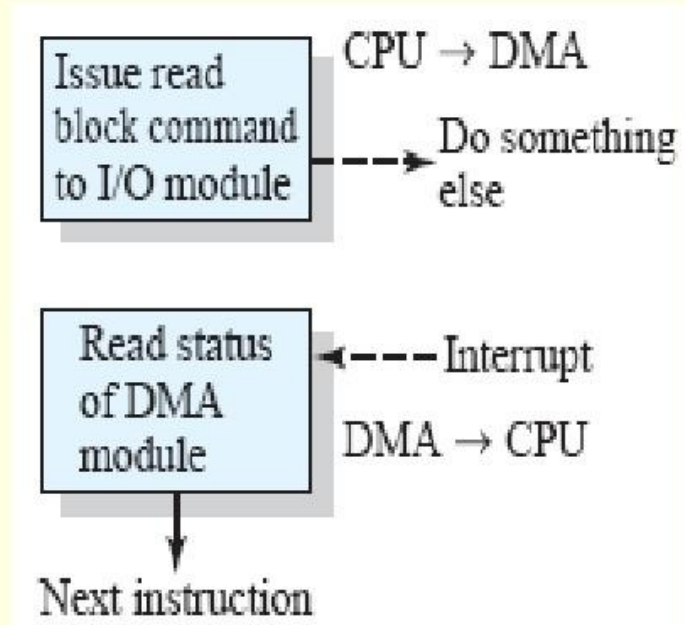 Issue read
block command
to I/O module
CPU → DMA
Do something
else
Read status
of DMA
module
Interrupt
DMA → CPU
Next instruction